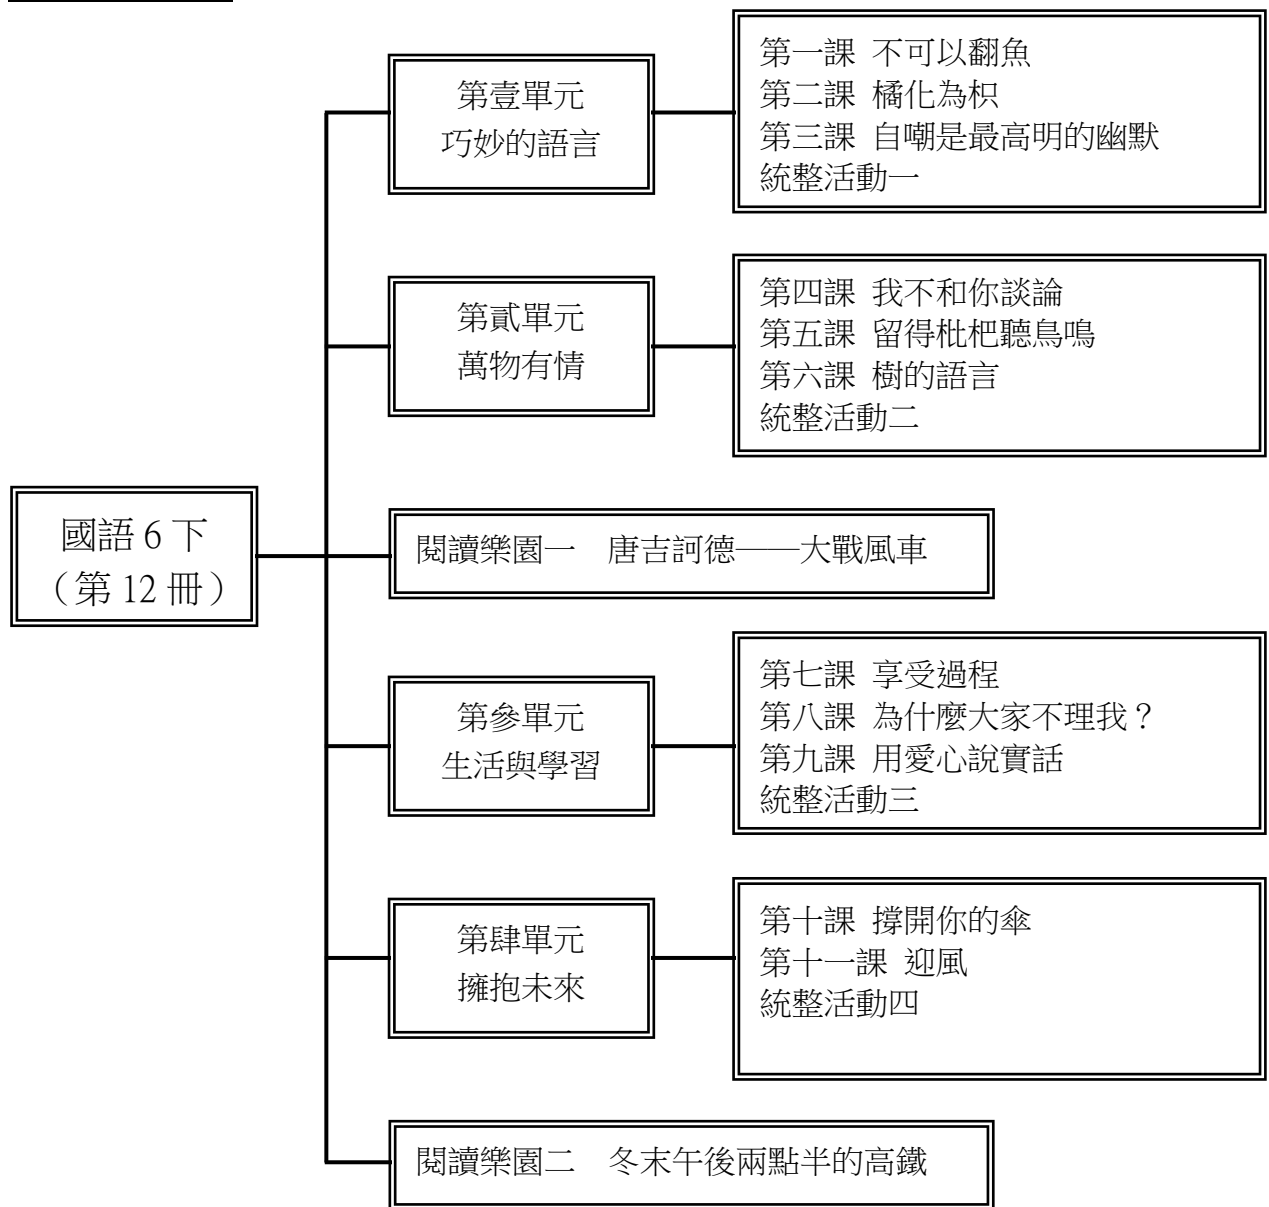 國語 6 下
（第 12 冊）
第壹單元
巧妙的語言
第一課 不可以翻魚
第二課 橘化為枳
第三課 自嘲是最高明的幽默
統整活動一
第貳單元
萬物有情
第四課 我不和你談論
第五課 留得枇杷聽鳥鳴
第六課 樹的語言
統整活動二
閱讀樂園一　唐吉訶德——大戰風車
第參單元
生活與學習
第七課 享受過程
第八課 為什麼大家不理我？
第九課 用愛心說實話
統整活動三
第肆單元
擁抱未來
第十課 撐開你的傘
第十一課 迎風
統整活動四
閱讀樂園二　冬末午後兩點半的高鐵